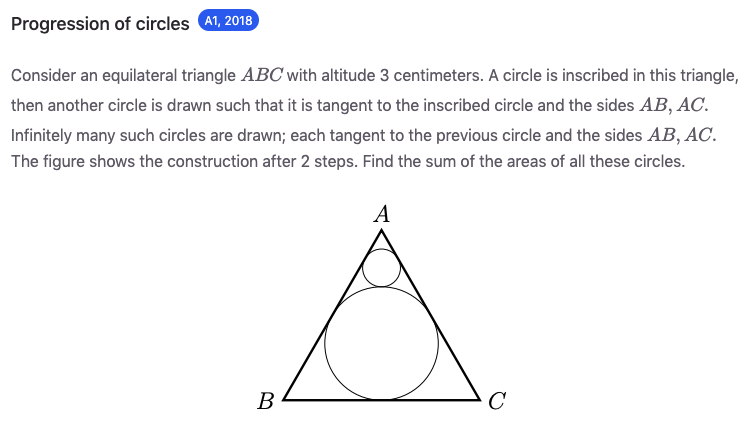 Progression of circles A1, 2018
Consider an equilateral triangle ABC with altitude 3 centimeters. A circle is inscribed in this triangle,
then another circle is drawn such that it is tangent to the inscribed circle and the sides AB, AC.
Infinitely many such circles are drawn; each tangent to the previous circle and the sides AB, AC.
The figure shows the construction after 2 steps. Find the sum of the areas of all these circles.
A
B
C